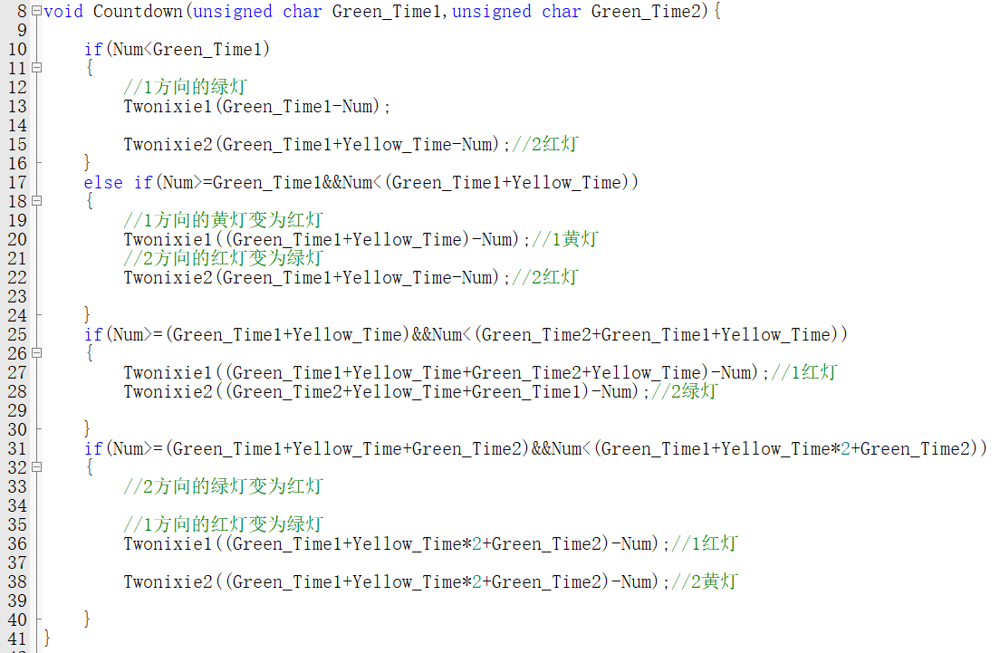 8 void Countdown(unsigned char Green_Time1,unsigned char Green_Time2){
9
10 if(Num<Green_Time1)
11 {
12 //1方向的绿灯
13 Twonixie1(Green_Time1-Num);
14
15 Twonixie2(Green_Time1+Yellow_Time-Num);//2红灯
16 }
17 else if(Num>=Green_Time1&&Num<(Green_Time1+Yellow_Time))
18 {
19 //1方向的黄灯变为红灯
20 Twonixie1((Green_Time1+Yellow_Time)-Num);//1黄灯
21 //2方向的红灯变为绿灯
22 Twonixie2(Green_Time1+Yellow_Time-Num);//2红灯
23
24 }
25 if(Num>=(Green_Time1+Yellow_Time)&&Num<(Green_Time2+Green_Time1+Yellow_Time))
26 {
27 Twonixie1((Green_Time1+Yellow_Time+Green_Time2+Yellow_Time)-Num);//1红灯
28 Twonixie2((Green_Time2+Yellow_Time+Green_Time1)-Num);//2绿灯
29
30 }
31 if(Num>=(Green_Time1+Yellow_Time+Green_Time2)&&Num<(Green_Time1+Yellow_Time*2+Green_Time2))
32 {
33 //2方向的绿灯变为红灯
34
35 //1方向的红灯变为绿灯
36 Twonixie1((Green_Time1+Yellow_Time*2+Green_Time2)-Num);//1红灯
37
38 Twonixie2((Green_Time1+Yellow_Time*2+Green_Time2)-Num);//2黄灯
39
40 }
41 }